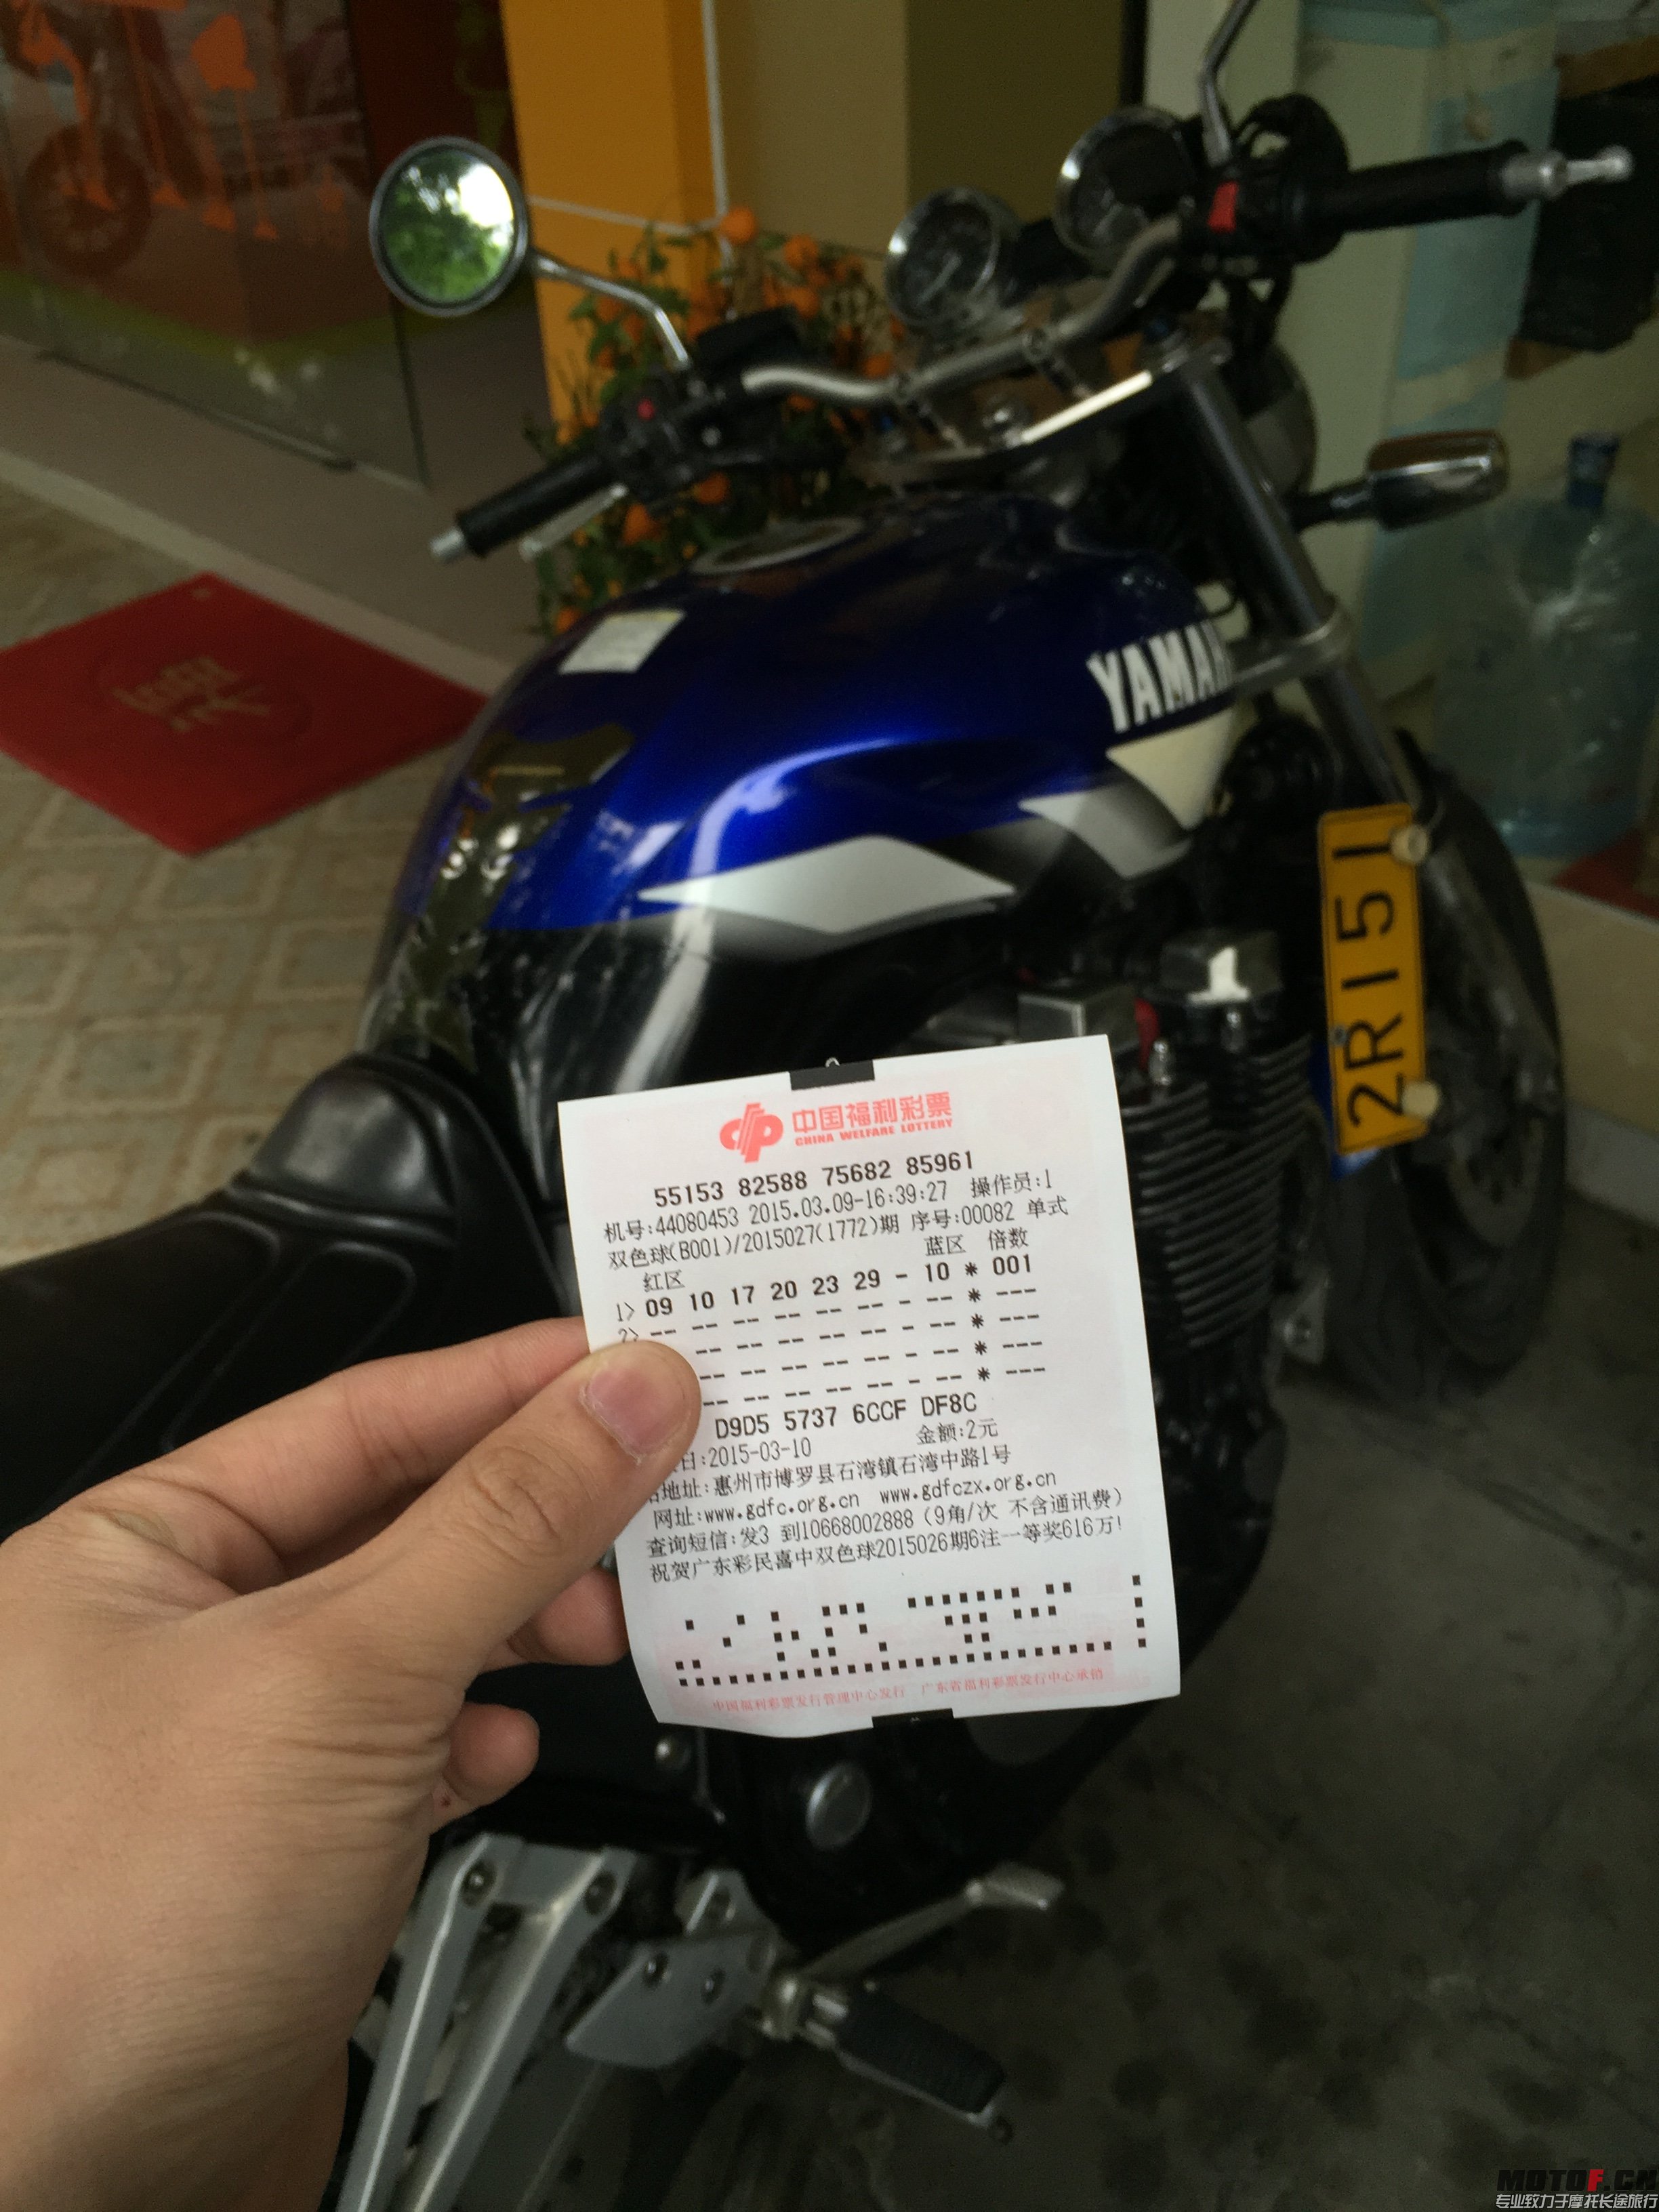 YAMAH
2R151
1
中国福利彩票
CHINA WELFARE LOTTERY
55153 82588 75682 85961
机号:44080453 2015.03.09-16:39:27 操作员:1
双色球(B001)/2015027(1772)期 序号:00082 单式
红区 蓝区 倍数
1> 09 10 17 20 23 29 - 10 * 001
2> -- -- -- -- -- -- - -- * ---
-- -- -- -- -- - -- * ---
-- -- -- -- -- - -- * ---
-- -- -- -- -- - -- * ---
D9D5 5737 6CCF DF8C
日:2015-03-10 金额:2元
地址:惠州市博罗县石湾镇石湾中路1号
网址:www.gdfc.org.cn www.gdfczx.org.cn
查询短信:发3 到10668002888(9角/次 不含通讯费)
祝贺广东彩民喜中双色球2015026期6注一等奖616万!
中国福利彩票发行管理中心发行 广东省福利彩票发行中心承销
MOTOF.CN
专业致力于摩托长途旅行